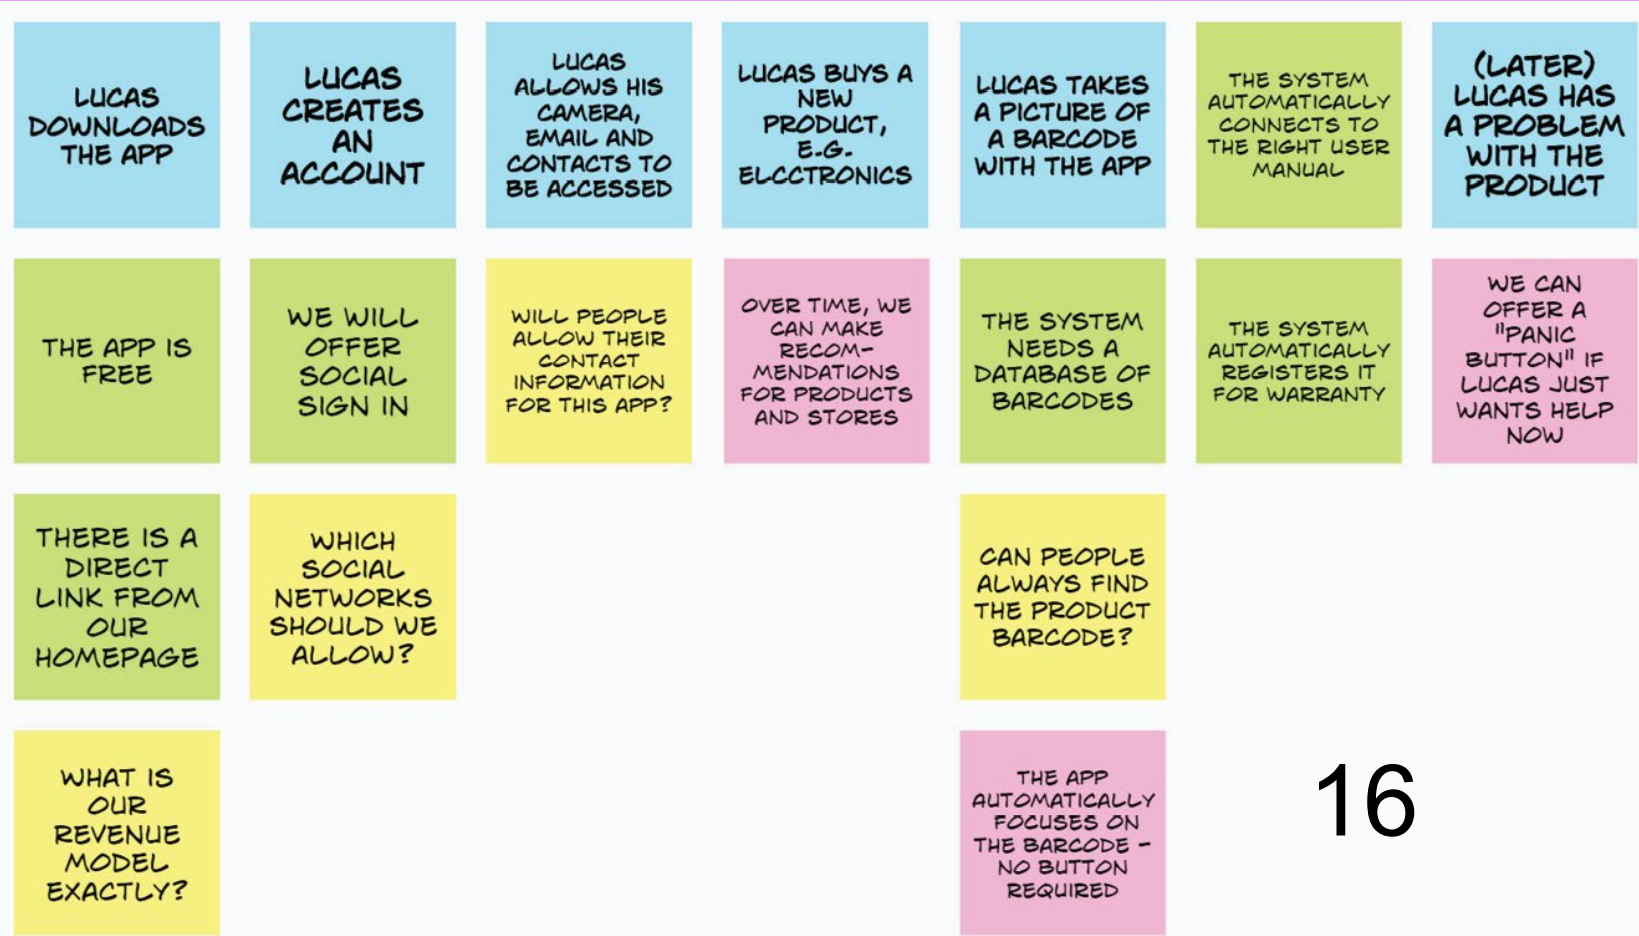 LUCAS
DOWNLOADS
THE APP
LUCAS
CREATES
AN
ACCOUNT
LUCAS
ALLOWS HIS
CAMERA,
EMAIL AND
CONTACTS TO
BE ACCESSED
LUCAS BUYS A
NEW
PRODUCT,
E.G.
ELCCTRONICS
LUCAS TAKES
A PICTURE OF
A BARCODE
WITH THE APP
THE SYSTEM
AUTOMATICALLY
CONNECTS TO
THE RIGHT USER
MANUAL
(LATER)
LUCAS HAS
A PROBLEM
WITH THE
PRODUCT
THE APP IS
FREE
WE WILL
OFFER
SOCIAL
SIGN IN
WILL PEOPLE
ALLOW THEIR
CONTACT
INFORMATION
FOR THIS APP?
OVER TIME, WE
CAN MAKE
RECOM-
MENDATIONS
FOR PRODUCTS
AND STORES
THE SYSTEM
NEEDS A
DATABASE OF
BARCODES
THE SYSTEM
AUTOMATICALLY
REGISTERS IT
FOR WARRANTY
WE CAN
OFFER A
"PANIC
BUTTON" IF
LUCAS JUST
WANTS HELP
NOW
THERE IS A
DIRECT
LINK FROM
OUR
HOMEPAGE
WHICH
SOCIAL
NETWORKS
SHOULD WE
ALLOW?
CAN PEOPLE
ALWAYS FIND
THE PRODUCT
BARCODE?
WHAT IS
OUR
REVENUE
MODEL
EXACTLY?
THE APP
AUTOMATICALLY
FOCUSES ON
THE BARCODE -
NO BUTTON
REQUIRED
16